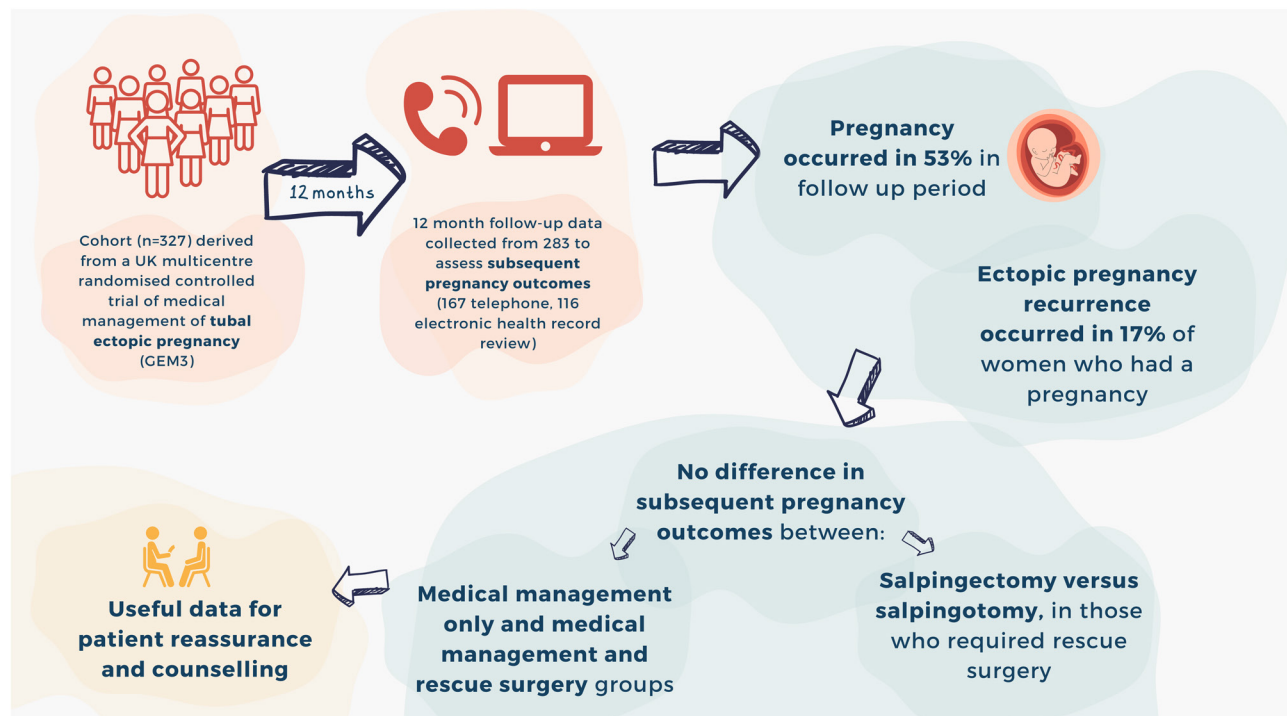 Cohort (n=327) derived
from a UK multicentre
randomised controlled
trial of medical
management of tubal
ectopic pregnancy
(GEM3)
12 months
12 month follow-up data
collected from 283 to
assess subsequent
pregnancy outcomes
(167 telephone, 116
electronic health record
review)
Pregnancy
occurred in 53% in
follow up period
Ectopic pregnancy
recurrence
occurred in 17% of
women who had a
pregnancy
No difference in
subsequent pregnancy
outcomes between:
Medical management
only and medical
management and
rescue surgery groups
Salpingectomy versus
salpingotomy, in those
who required rescue
surgery
Useful data for
patient reassurance
and counselling